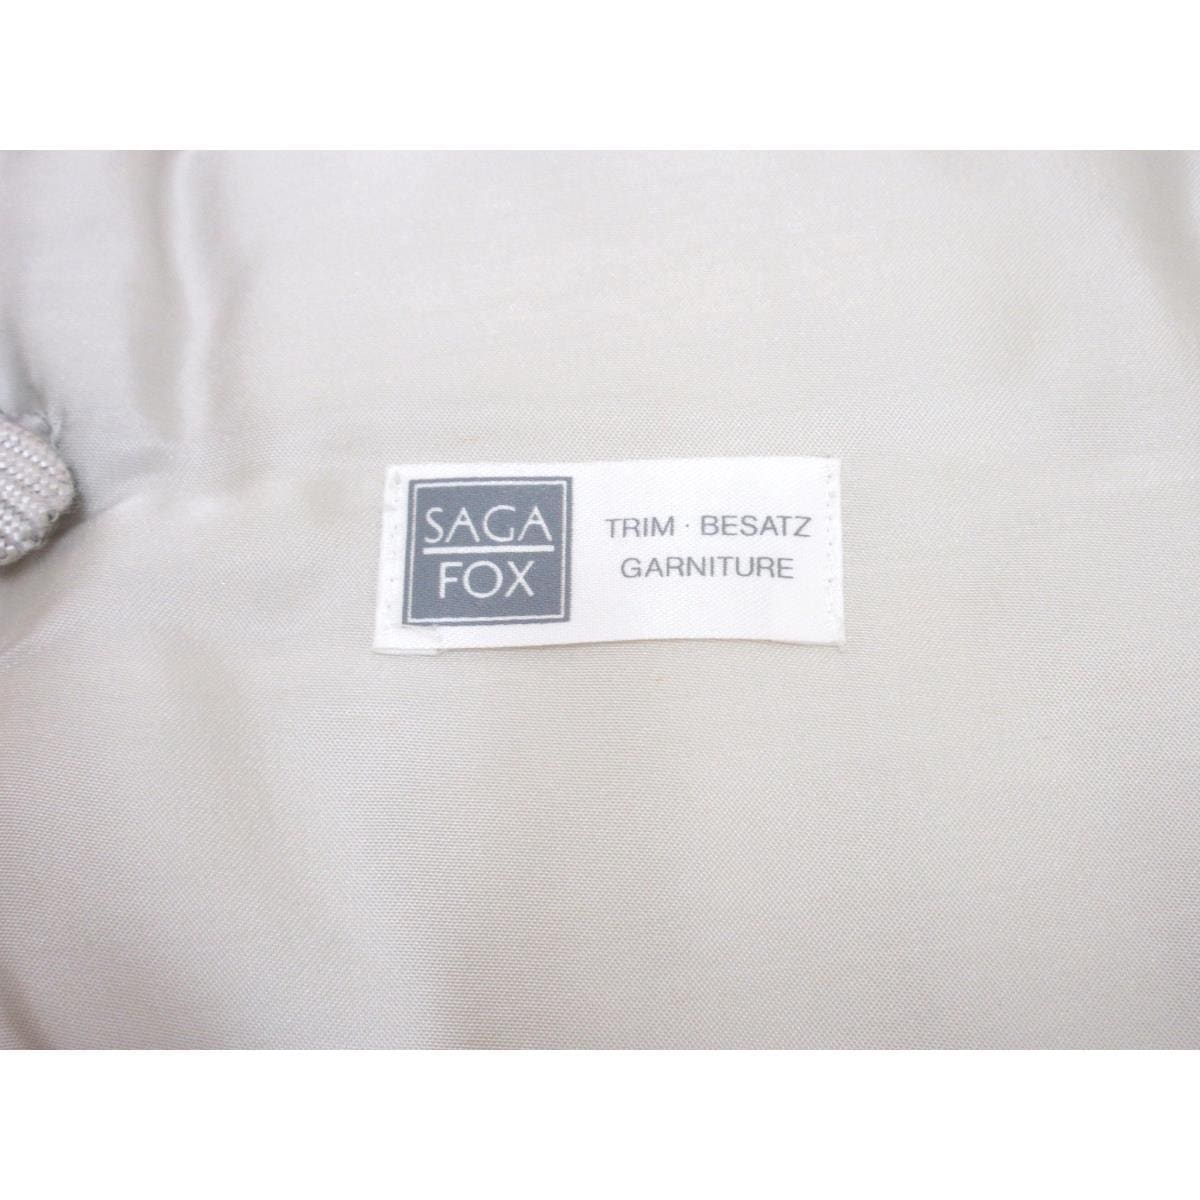 SAGA
FOX
TRIM · BESATZ
GARNITURE